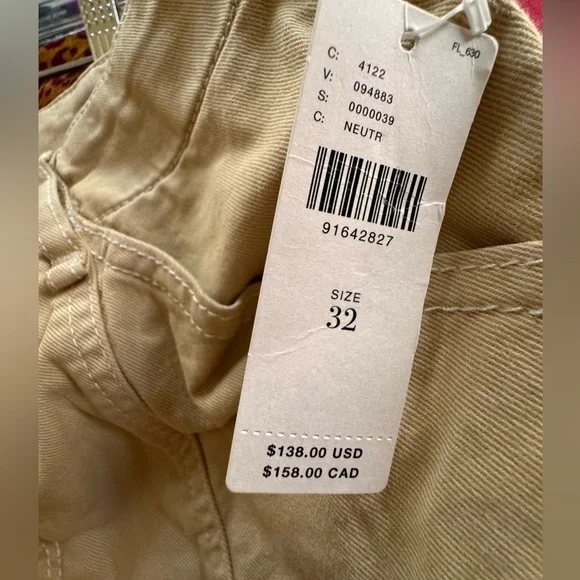 FL_630
C: 4122
V: 094883
S: 0000039
C: NEUTR
91642827
SIZE
32
$138.00 USD
$158.00 CAD